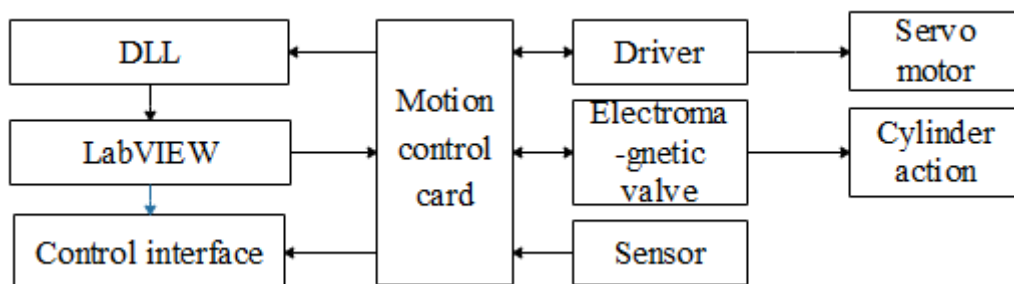 DLL
LabVIEW
Control interface
Motion
control
card
Driver
Electroma
-gnetic
valve
Sensor
Servo
motor
Cylinder
action